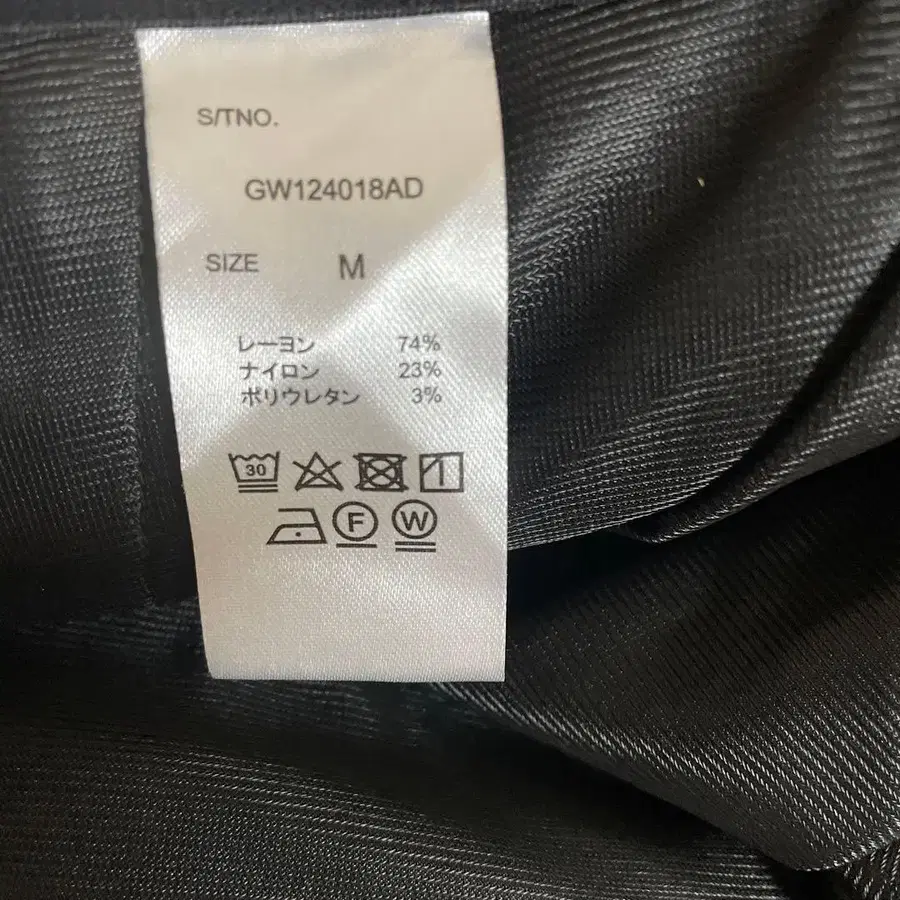 S/TNO.
GW124018AD
SIZE M
レーヨン 74%
ナイロン 23%
ポリウレタン 3%
30
F W